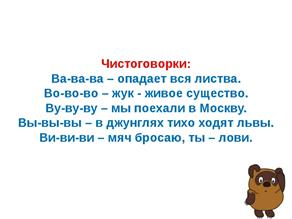 Чистоговорки:
Ва-ва-ва – опадает вся листва.
Во-во-во – жук - живое существо.
Ву-ву-ву – мы поехали в Москву.
Вы-вы-вы – в джунглях тихо ходят львы.
Ви-ви-ви – мяч бросаю, ты – лови.